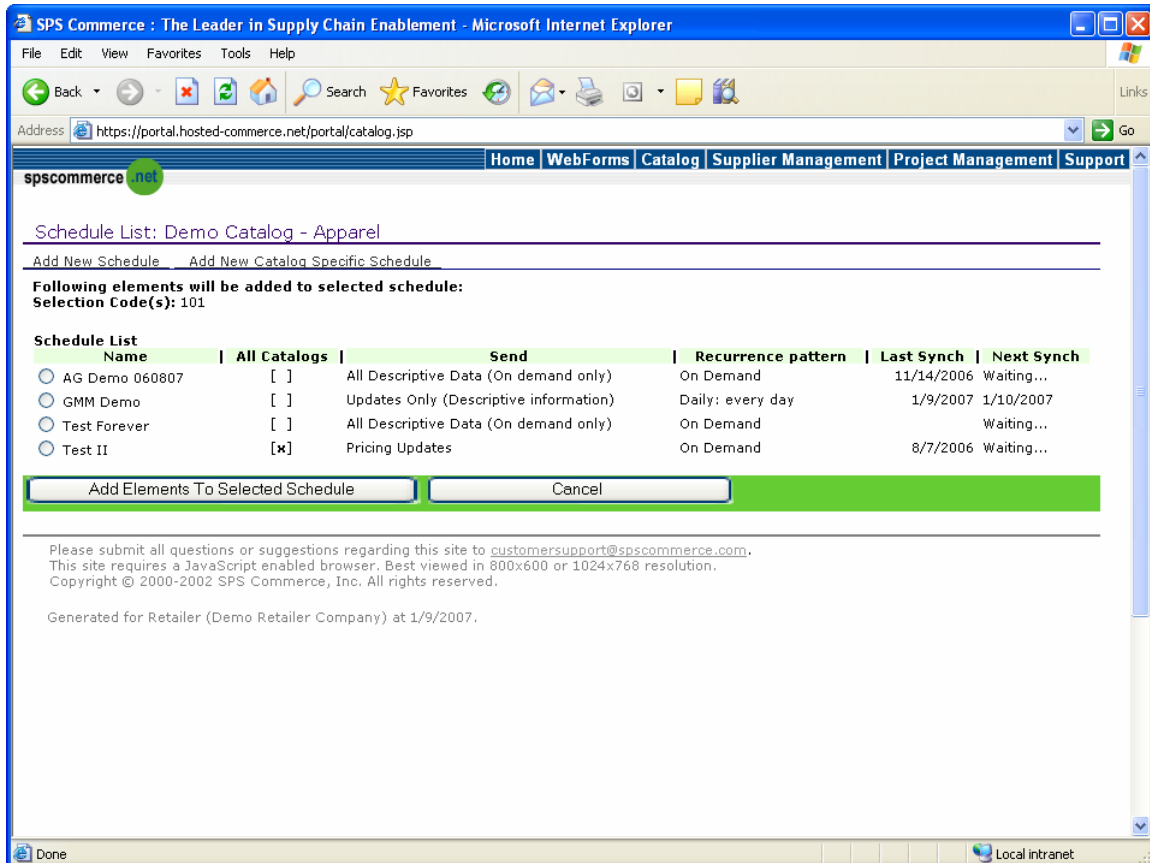 SPS Commerce : The Leader in Supply Chain Enablement - Microsoft Internet Explorer
File Edit View Favorites Tools Help
Back Search Favorites Links
Address https://portal.hosted-commerce.net/portal/catalog.jsp Go
Home | WebForms | Catalog | Supplier Management | Project Management | Support
spscommerce .net
Schedule List: Demo Catalog - Apparel
Add New Schedule Add New Catalog Specific Schedule
Following elements will be added to selected schedule:
Selection Code(s): 101
Schedule List
Name | All Catalogs | Send | Recurrence pattern | Last Synch | Next Synch
AG Demo 060807 [ ] All Descriptive Data (On demand only) On Demand 11/14/2006 Waiting...
GMM Demo [ ] Updates Only (Descriptive information) Daily: every day 1/9/2007 1/10/2007
Test Forever [ ] All Descriptive Data (On demand only) On Demand Waiting...
Test II [x] Pricing Updates On Demand 8/7/2006 Waiting...
Add Elements To Selected Schedule Cancel
Please submit all questions or suggestions regarding this site to customersupport@spscommerce.com.
This site requires a JavaScript enabled browser. Best viewed in 800x600 or 1024x768 resolution.
Copyright © 2000-2002 SPS Commerce, Inc. All rights reserved.
Generated for Retailer (Demo Retailer Company) at 1/9/2007.
Done Local intranet